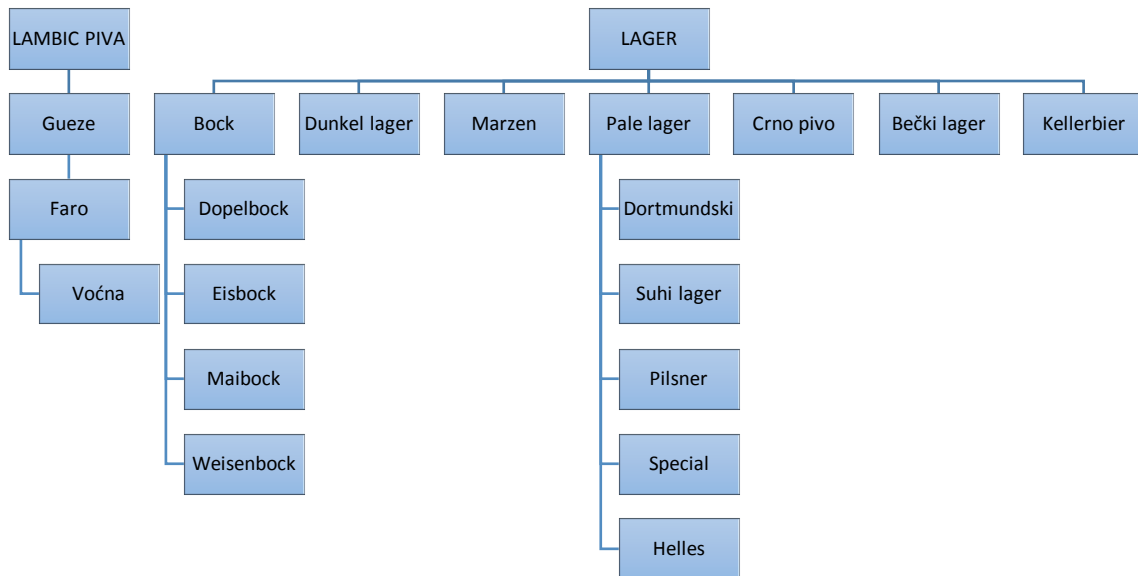 LAMBIC PIVA
LAGER
Gueze
Bock
Dunkel lager
Marzen
Pale lager
Crno pivo
Bečki lager
Kellerbier
Faro
Dopelbock
Dortmundski
Voćna
Eisbock
Suhi lager
Maibock
Pilsner
Weisenbock
Special
Helles